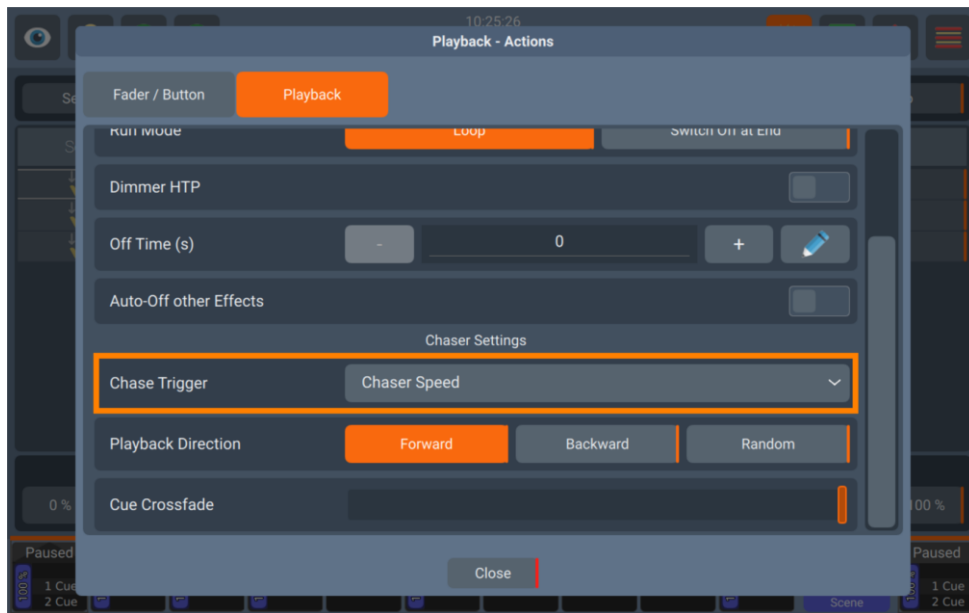 10:25:26
Playback - Actions
Fader / Button
Playback
Run Mode
Loop
Switch Off at End
Dimmer HTP
Off Time (s)
-
0
+
Auto-Off other Effects
Chaser Settings
Chase Trigger
Chaser Speed
Playback Direction
Forward
Backward
Random
Cue Crossfade
0 %
100 %
Close
Paused
Paused
100 %
1 Cue
2 Cue
Scene
100 %
1 Cue
2 Cue